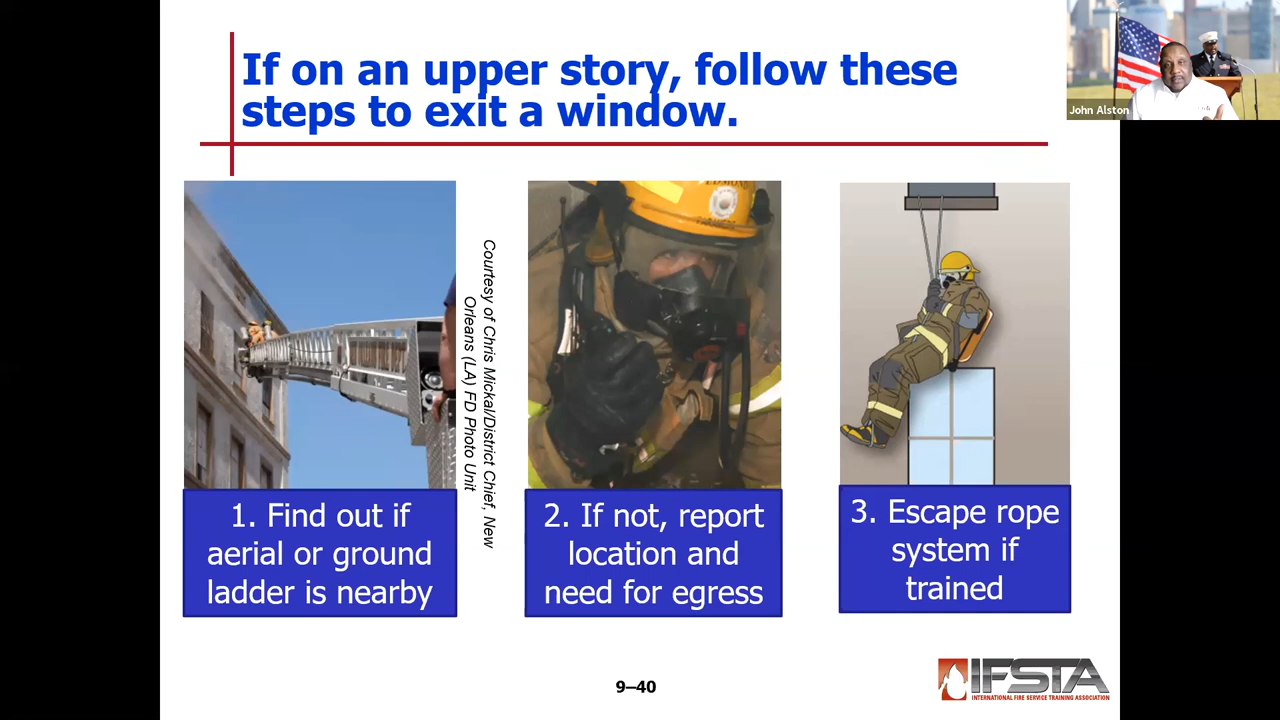 If on an upper story, follow these
steps to exit a window.
John Alston
Courtesy of Chris Mickal/District Chief, New
Orleans (LA) FD Photo Unit
1. Find out if
aerial or ground
ladder is nearby
2. If not, report
location and
need for egress
3. Escape rope
system if
trained
9–40
IFSTA
INTERNATIONAL FIRE SERVICE TRAINING ASSOCIATION